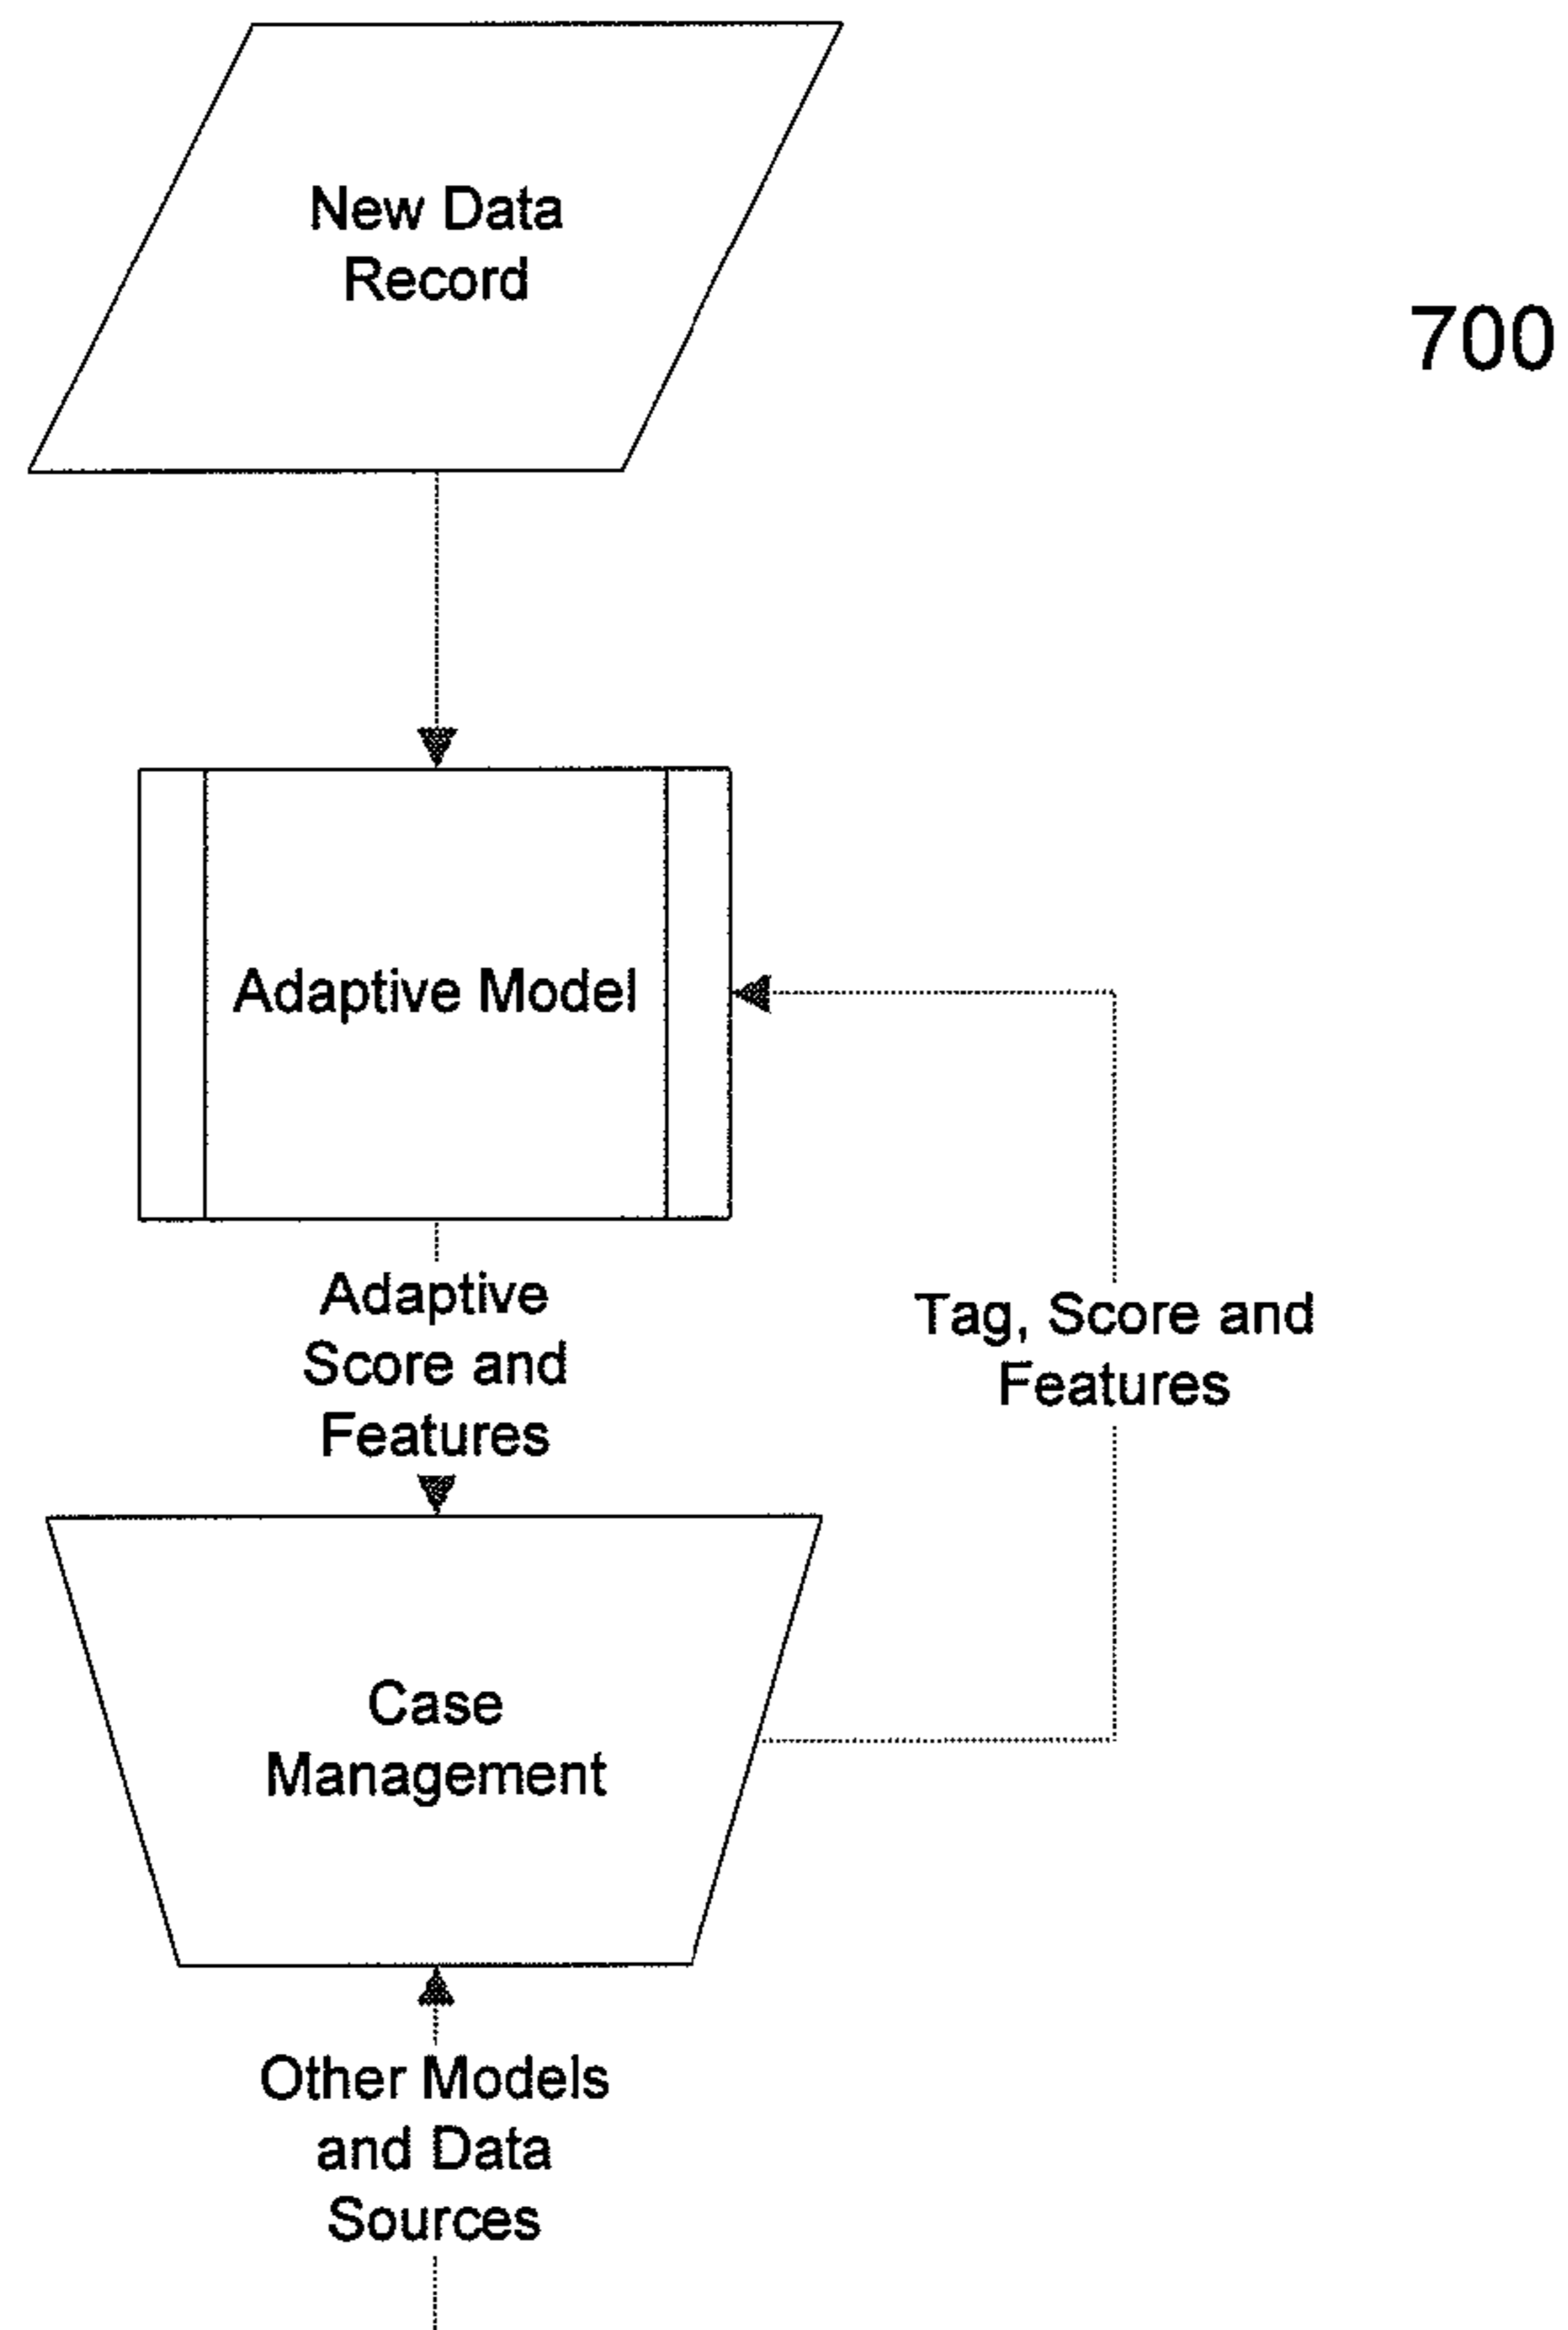 New Data
Record
700
Adaptive Model
Adaptive
Score and
Features
Tag, Score and
Features
Case
Management
Other Models
and Data
Sources